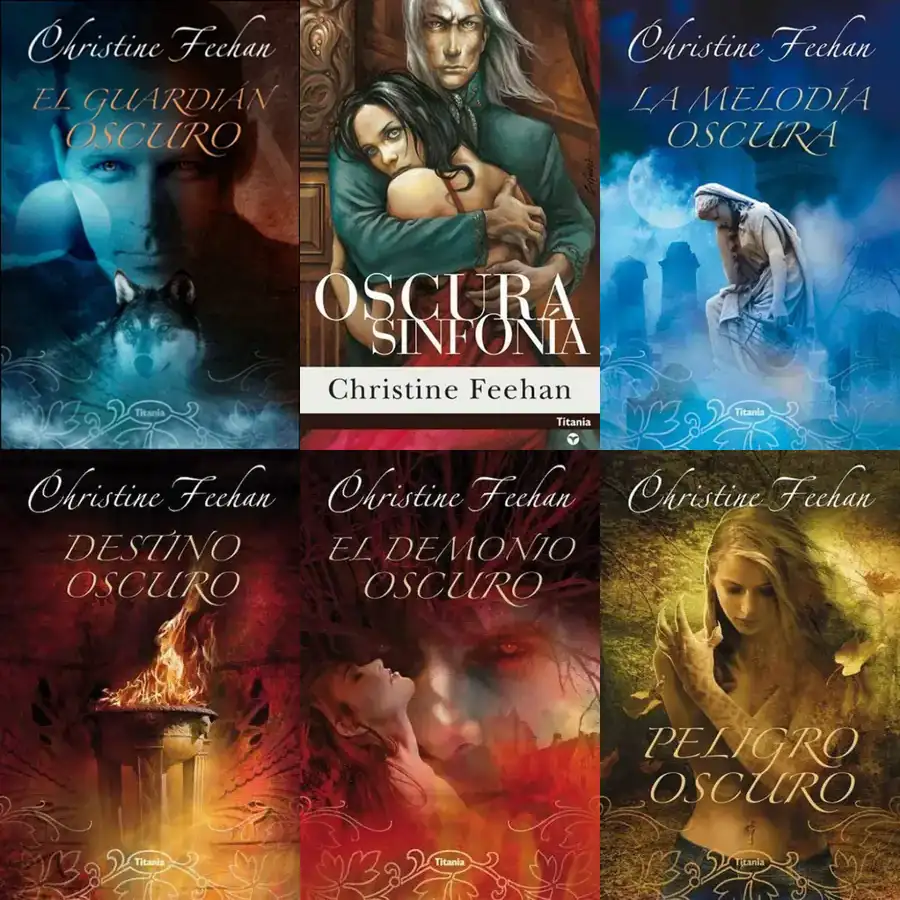 Christine Feehan
EL GUARDIÁN
OSCURO
Titania
OSCURA
SINFONÍA
Christine Feehan
Titania
Christine Feehan
LA MELODÍA
OSCURA
Titania
Christine Feehan
DESTINO
OSCURO
Titania
Christine Feehan
EL DEMONIO
OSCURO
Titania
Christine Feehan
PELIGRO
OSCURO
Titania